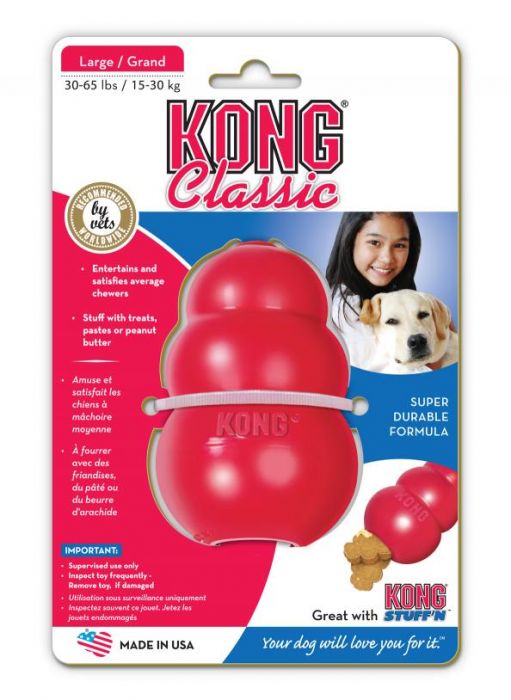 Large / Grand
30-65 lbs / 15-30 kg
KONG®
Classic
RECOMMENDED
by
vets
WORLDWIDE
• Entertains and
satisfies average
chewers
• Stuff with treats,
pastes or peanut
butter
• Amuse et
satisfait les
chiens à
mâchoire
moyenne
• À fourrer
avec des
friandises,
du pâté ou
du beurre
d'arachide
KONG®
SUPER
DURABLE
FORMULA
KONG
IMPORTANT:
• Supervised use only
• Inspect toy frequently -
Remove toy, if damaged
• Utilisation sous surveillance uniquement
• Inspectez souvent ce jouet. Jetez les
jouets endommagés
MADE IN USA
Great with KONG
STUFF'N™
Your dog will love you for it.™